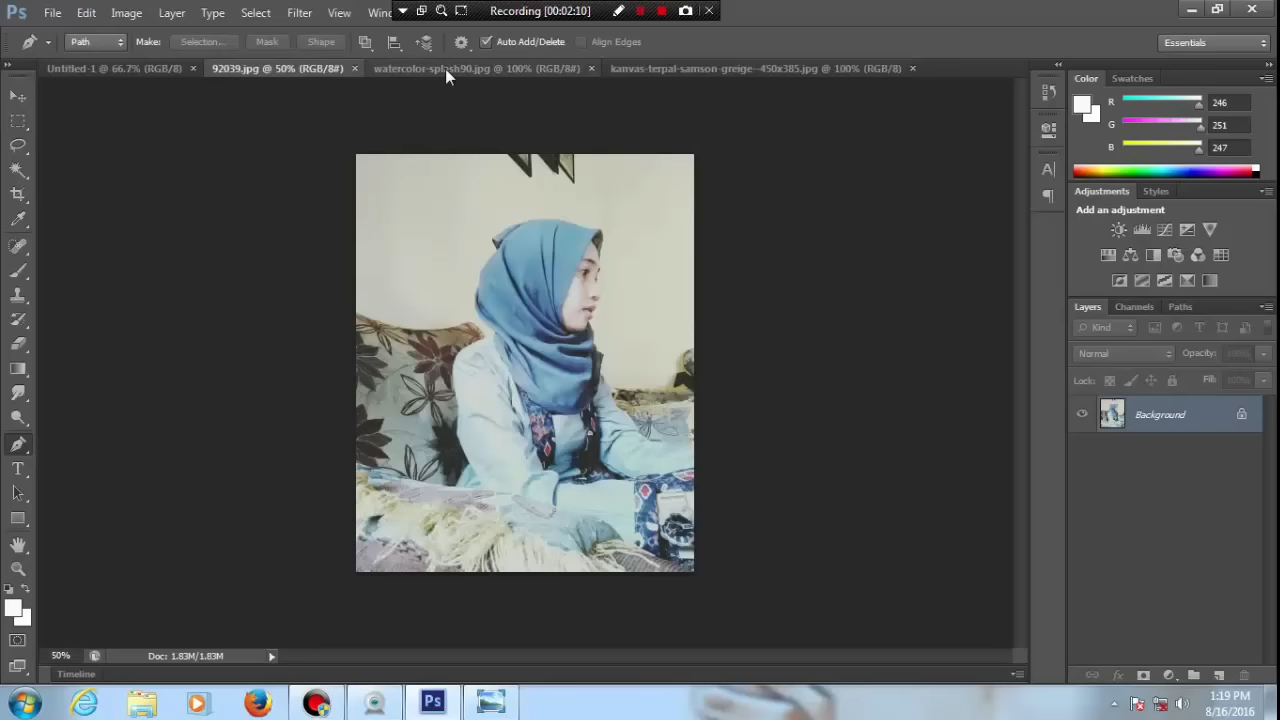 Ps File Edit Image Layer Type Select Filter View Win
Recording [00:02:10]
Path Make: Selection... Mask Shape Auto Add/Delete Align Edges Essentials
Untitled-1 @ 66.7% (RGB/8) × 92039.jpg @ 50% (RGB/8#) × watercolor-splash90.jpg @ 100% (RGB/8#) × kanvas-terpal-samson-greige--450x385.jpg @ 100% (RGB/8) ×
Color Swatches
R 246
G 251
B 247
Adjustments Styles
Add an adjustment
Layers Channels Paths
Kind
Normal Opacity: 100%
Lock: Fill: 100%
Background
50% Doc: 1.83M/1.83M
Timeline
Ps
1:19 PM
8/16/2016